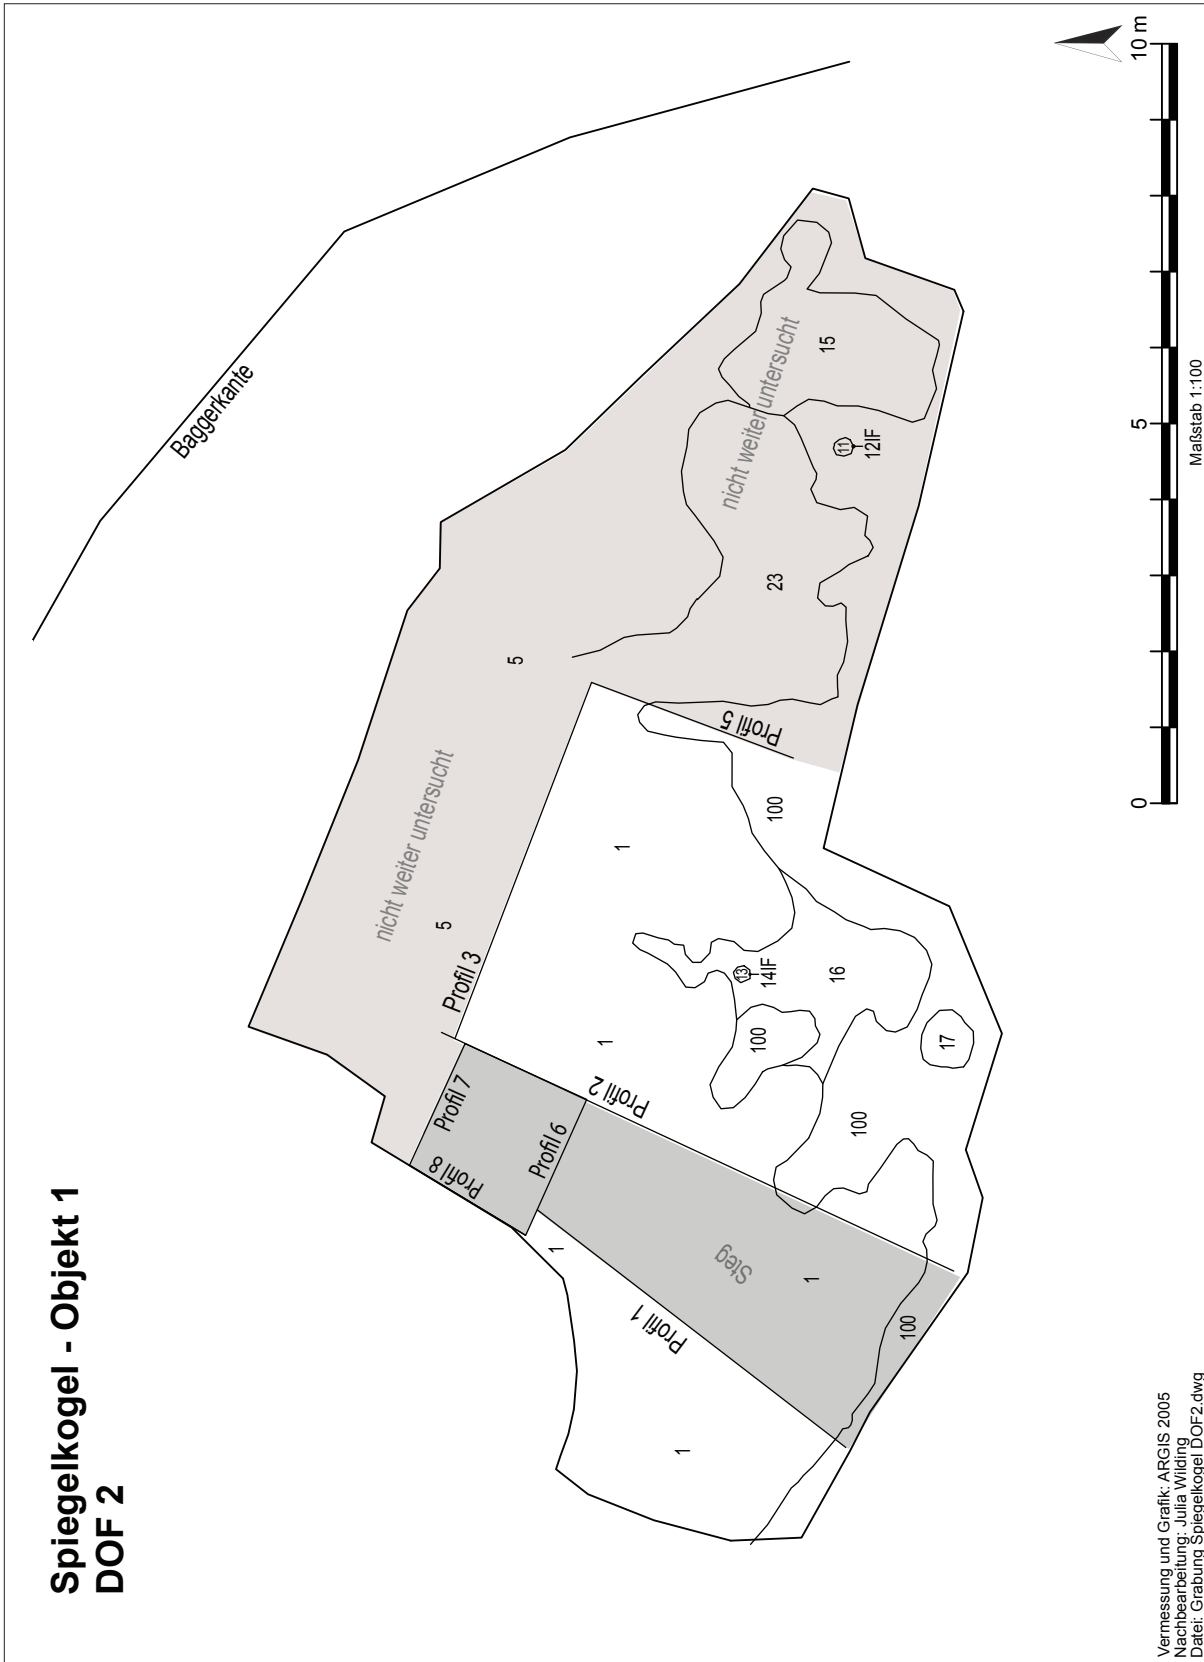 Spiegelkogel - Objekt 1
DOF 2
Baggerkante
nicht weiter untersucht
nicht weiter untersucht
5
5
15
11
12IF
23
Profil 3
Profil 5
Profil 7
Profil 8
Profil 6
Profil 2
Profil 1
Steg
1
1
1
1
1
100
100
100
100
13
14IF
16
17
0
5
10 m
Maßstab 1:100
Vermessung und Grafik: ARGIS 2005
Nachbearbeitung: Julia Wilding
Datei: Grabung Spiegelkogel DOF2.dwg